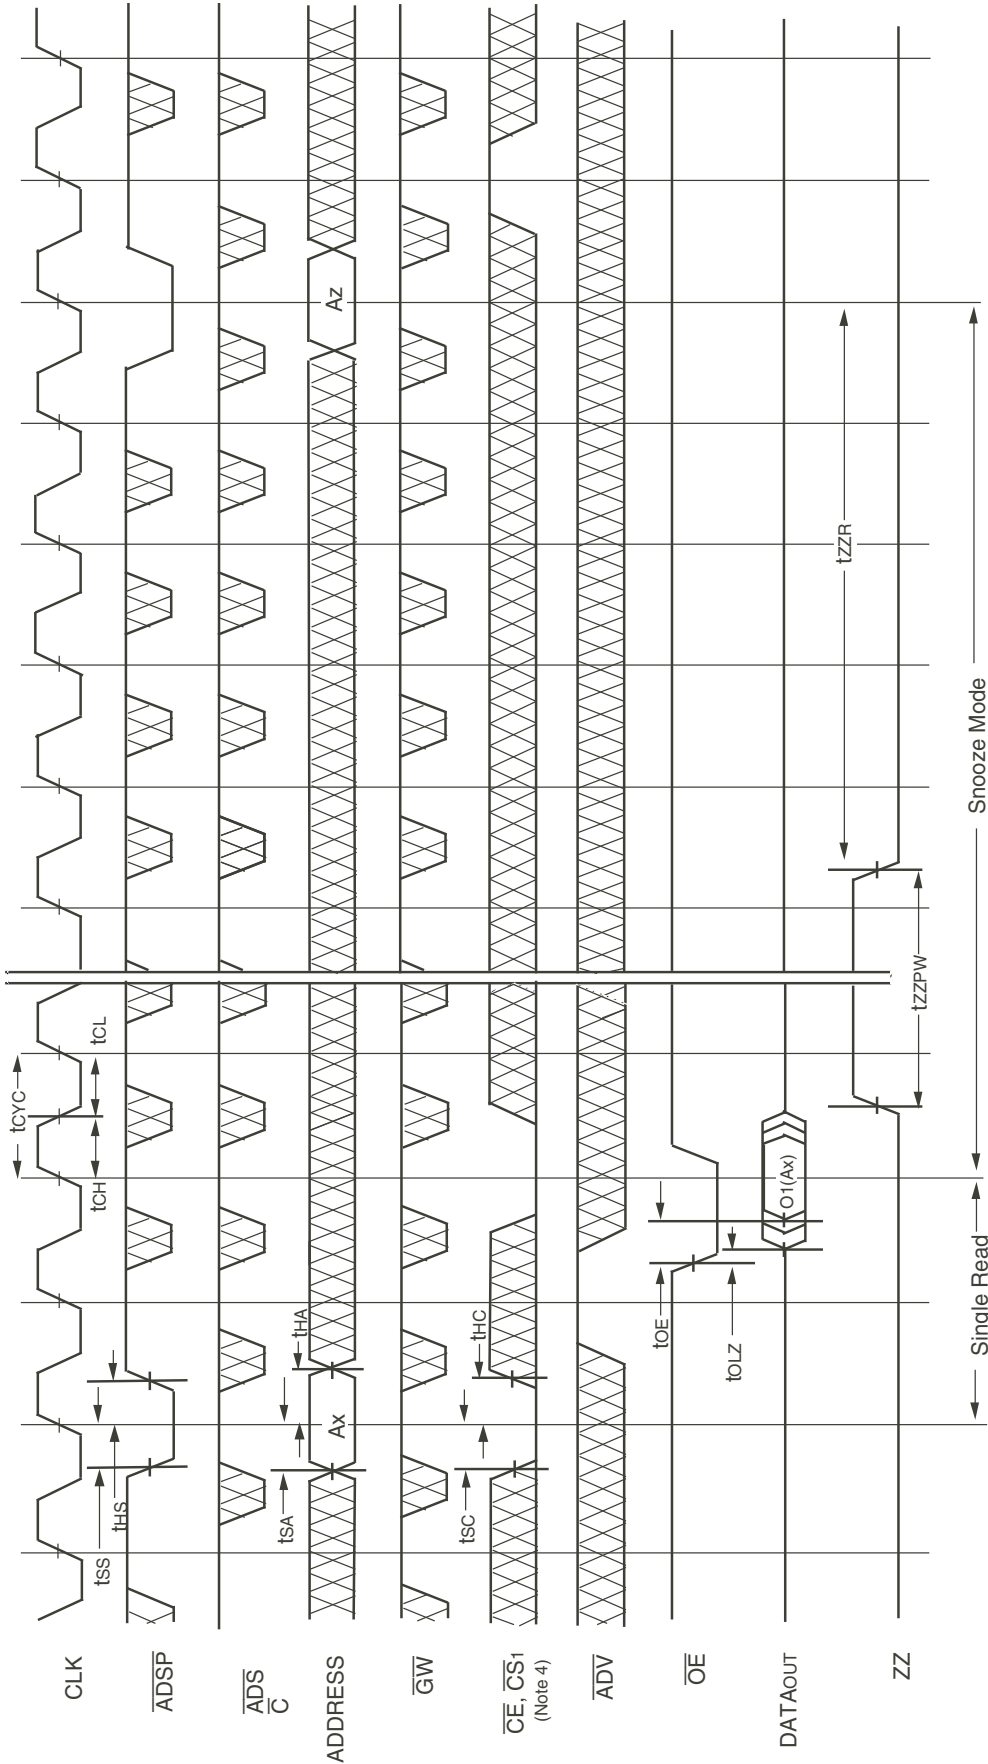 CLK
tCYC
tCH
tCL
tSS
tHS
ADSP
ADS
C
ADDRESS
tSA
tHA
Ax
Az
GW
CE, CS1
(Note 4)
tSC
tHC
ADV
OE
tOE
tOLZ
DATAOUT
O1(Ax)
ZZ
tZZPW
tZZR
Single Read
Snooze Mode